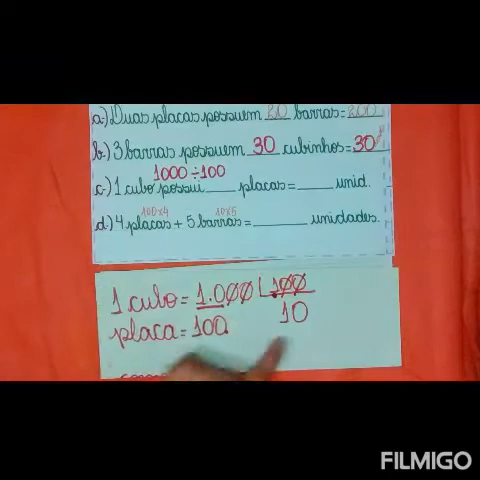 a-) Duas placas possuem 20 barras= 200
b-) 3 barras possuem 30 cubinhos= 30
1000 ÷ 100
c-) 1 cubo possui ___ placas= ___ unid.
100x4 10x5
d-) 4 placas + 5 barras= ______ unidades.
1 cubo = 1.000 100
placa = 100 10
FILMIGO